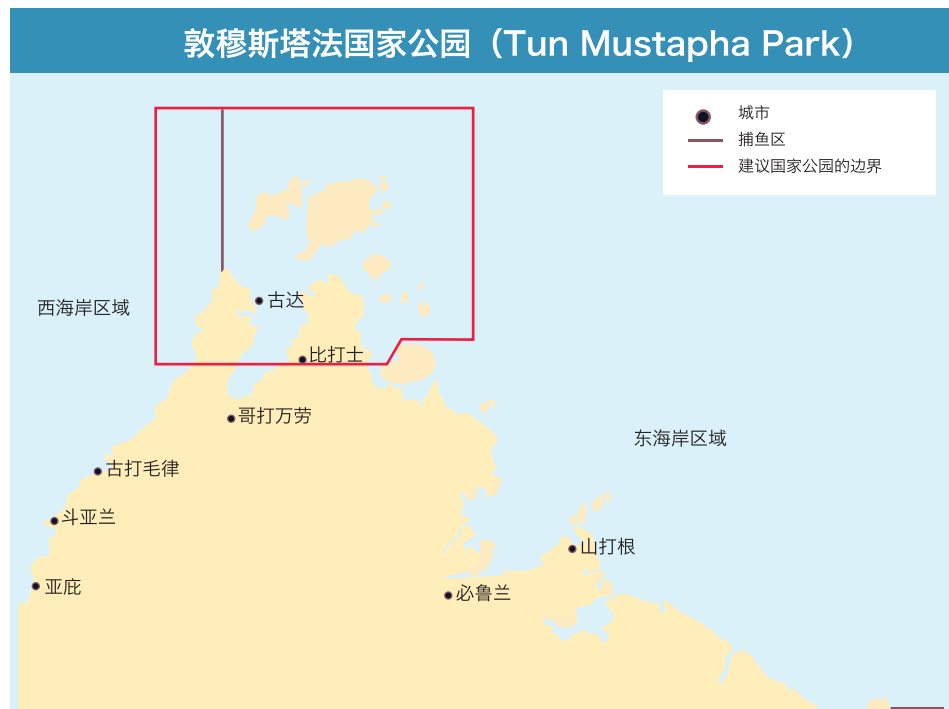 敦穆斯塔法国家公园（Tun Mustapha Park）
城市
捕鱼区
建议国家公园的边界
古达
西海岸区域
比打士
哥打万劳
东海岸区域
古打毛律
斗亚兰
山打根
亚庇
必鲁兰